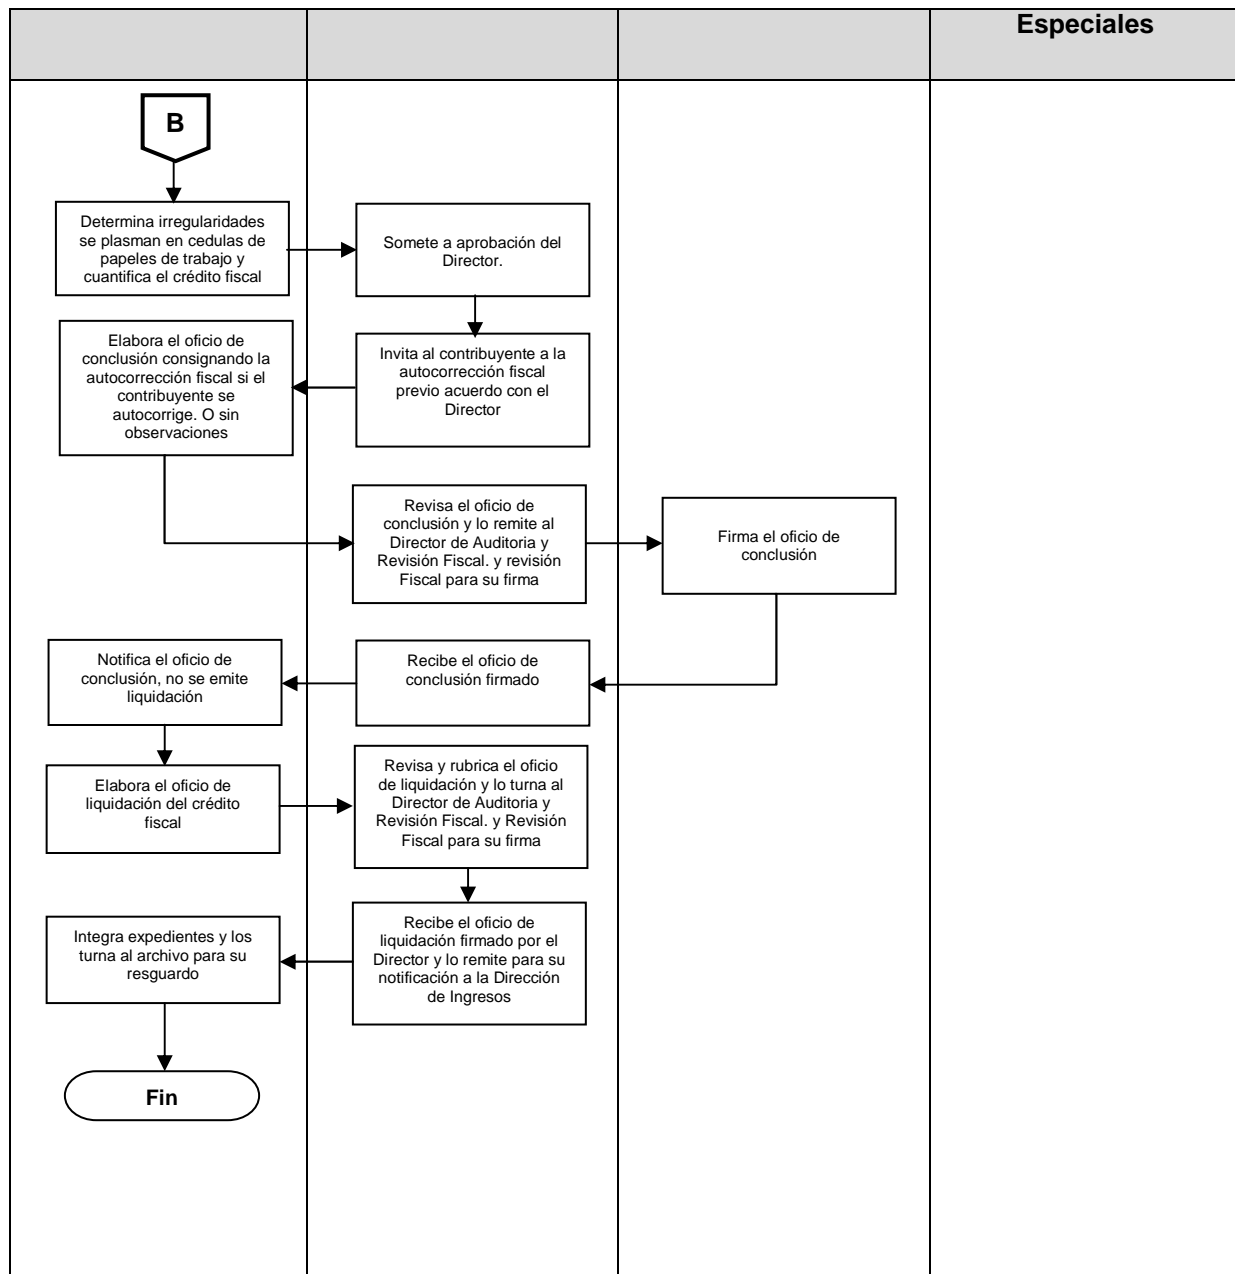 Especiales
B
Determina irregularidades
se plasman en cedulas de
papeles de trabajo y
cuantifica el crédito fiscal
Somete a aprobación del
Director.
Elabora el oficio de
conclusión consignando la
autocorrección fiscal si el
contribuyente se
autocorrige. O sin
observaciones
Invita al contribuyente a la
autocorrección fiscal
previo acuerdo con el
Director
Revisa el oficio de
conclusión y lo remite al
Director de Auditoria y
Revisión Fiscal. y revisión
Fiscal para su firma
Firma el oficio de
conclusión
Notifica el oficio de
conclusión, no se emite
liquidación
Recibe el oficio de
conclusión firmado
Elabora el oficio de
liquidación del crédito
fiscal
Revisa y rubrica el oficio
de liquidación y lo turna al
Director de Auditoria y
Revisión Fiscal. y Revisión
Fiscal para su firma
Integra expedientes y los
turna al archivo para su
resguardo
Recibe el oficio de
liquidación firmado por el
Director y lo remite para su
notificación a la Dirección
de Ingresos
Fin